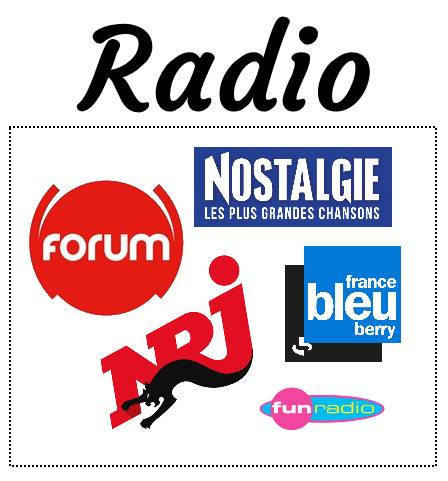 Radio
NOSTALGIE
LES PLUS GRANDES CHANSONS
FORUM
france
bleu
berry
NRJ
funradio